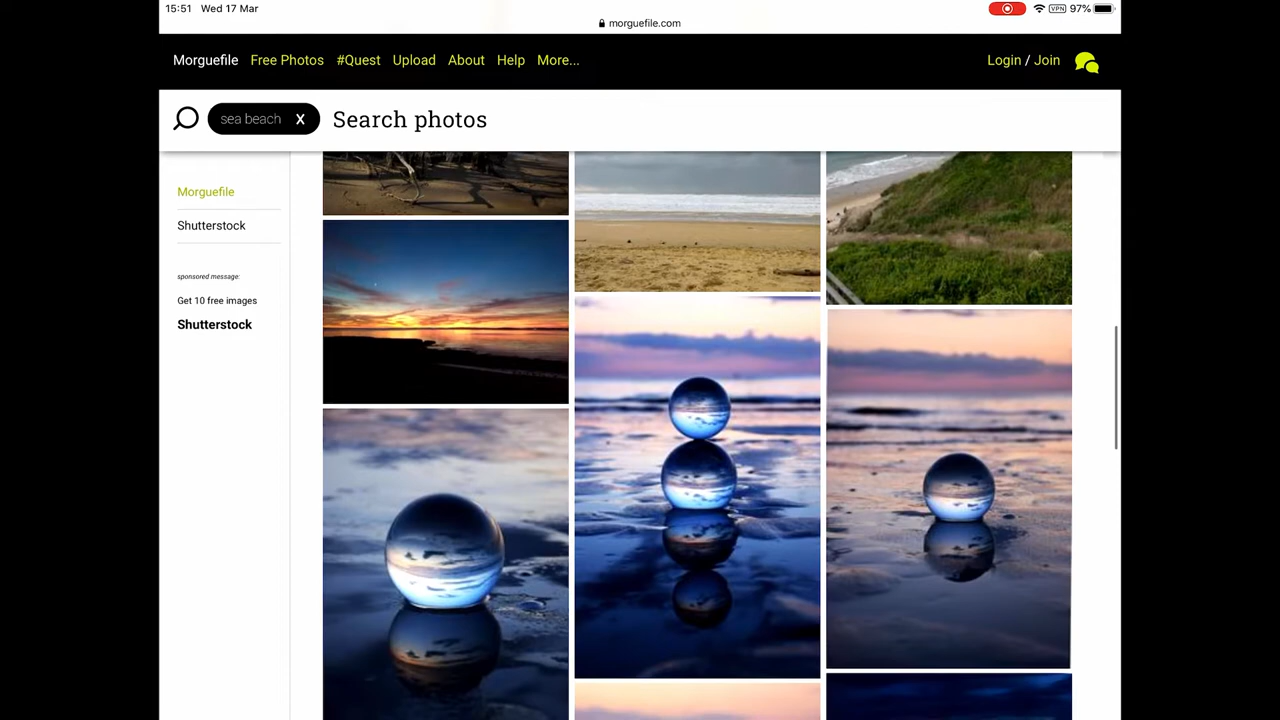 15:51 Wed 17 Mar
VPN 97%
morguefile.com
Morguefile Free Photos #Quest Upload About Help More... Login / Join
sea beach X Search photos
Morguefile
Shutterstock
sponsored message:
Get 10 free images
Shutterstock